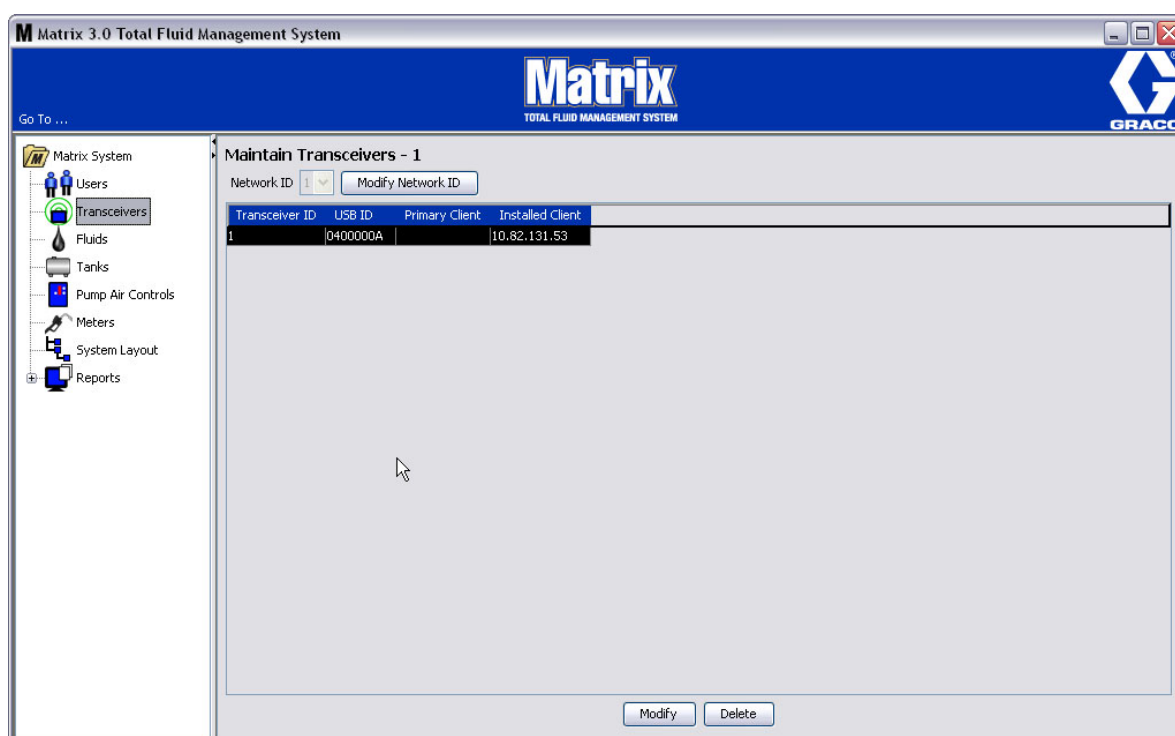 Matrix 3.0 Total Fluid Management System
Matrix
TOTAL FLUID MANAGEMENT SYSTEM
GRACO
Go To ...
Matrix System
Users
Transceivers
Fluids
Tanks
Pump Air Controls
Meters
System Layout
Reports
Maintain Transceivers - 1
Network ID 1 Modify Network ID
Transceiver ID USB ID Primary Client Installed Client
1 0400000A 10.82.131.53
Modify Delete